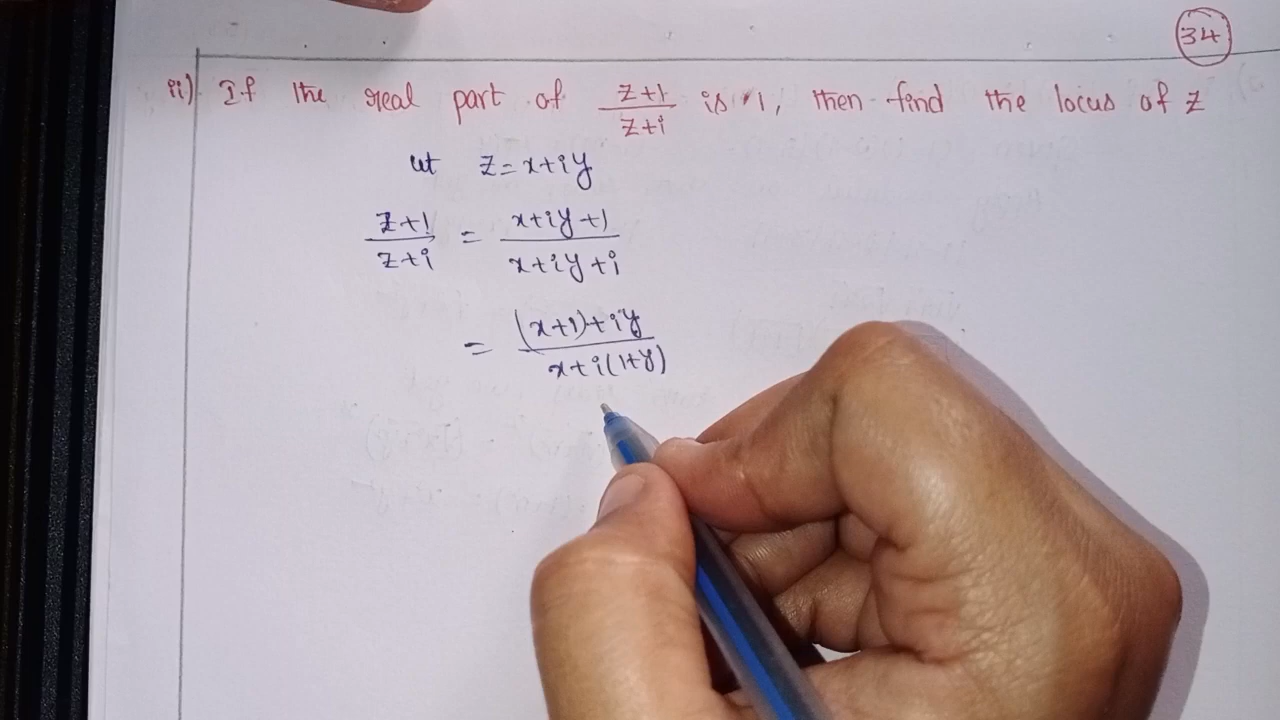 34
ii) If the real part of z+1/z+i is 1, then find the locus of z
let z=x+iy
z+1/z+i = x+iy+1/x+iy+i
= (x+1)+iy/x+i(1+y)